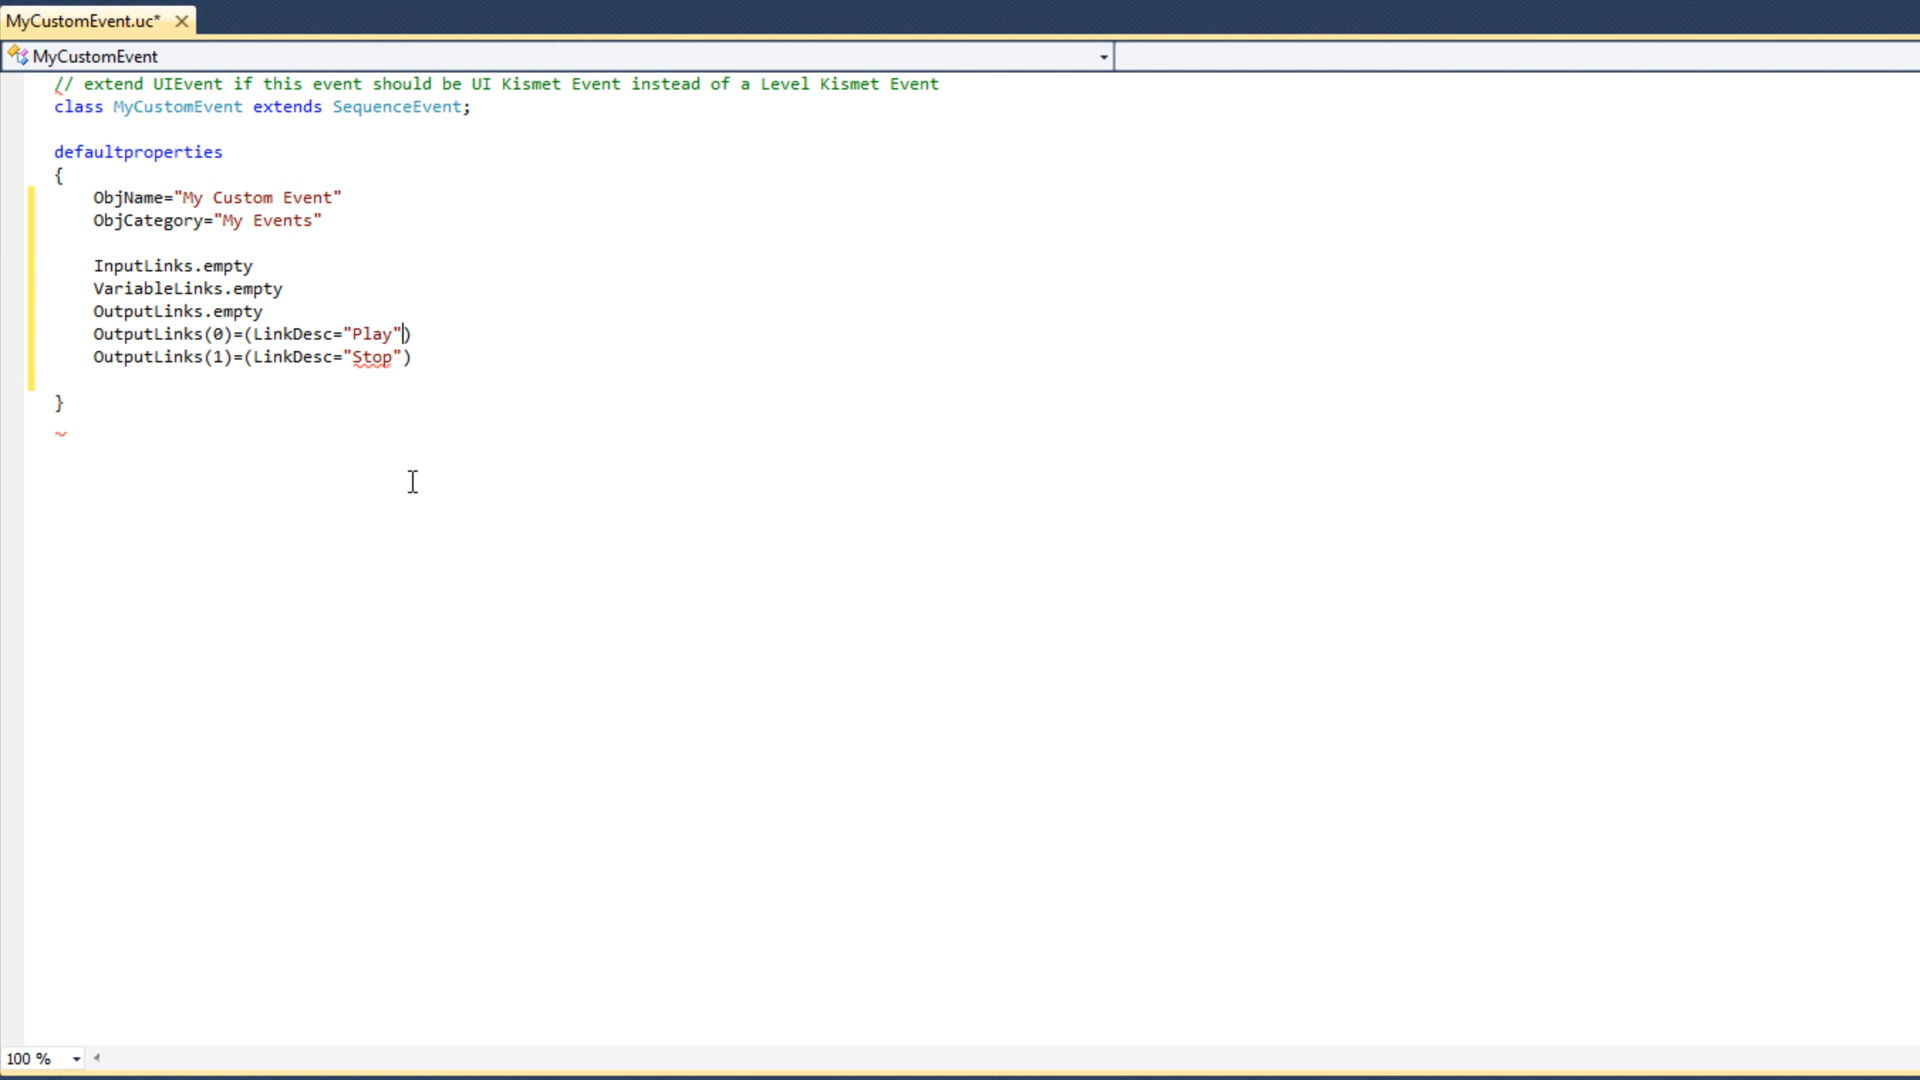 MyCustomEvent.uc*
MyCustomEvent
// extend UIEvent if this event should be UI Kismet Event instead of a Level Kismet Event
class MyCustomEvent extends SequenceEvent;
defaultproperties
{
ObjName="My Custom Event"
ObjCategory="My Events"
InputLinks.empty
VariableLinks.empty
OutputLinks.empty
OutputLinks(0)=(LinkDesc="Play")
OutputLinks(1)=(LinkDesc="Stop")
}
100 %